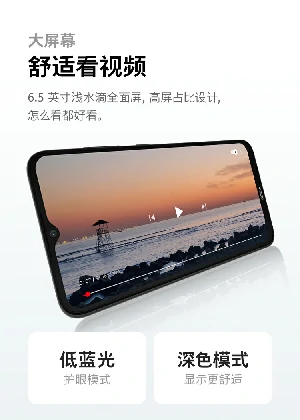 大屏幕
舒适看视频
6.5 英寸浅水滴全面屏, 高屏占比设计,
怎么看都好看。
低蓝光
护眼模式
深色模式
显示更舒适